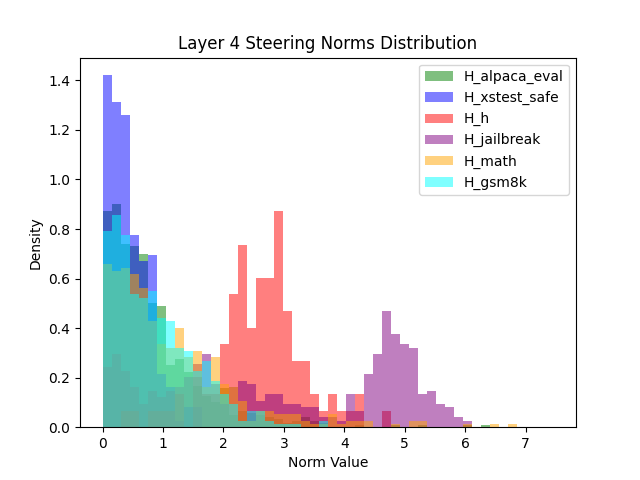 Layer 4 Steering Norms Distribution
H_alpaca_eval
H_xstest_safe
H_h
H_jailbreak
H_math
H_gsm8k
Density
1.4
1.2
1.0
0.8
0.6
0.4
0.2
0.0
0 1 2 3 4 5 6 7
Norm Value